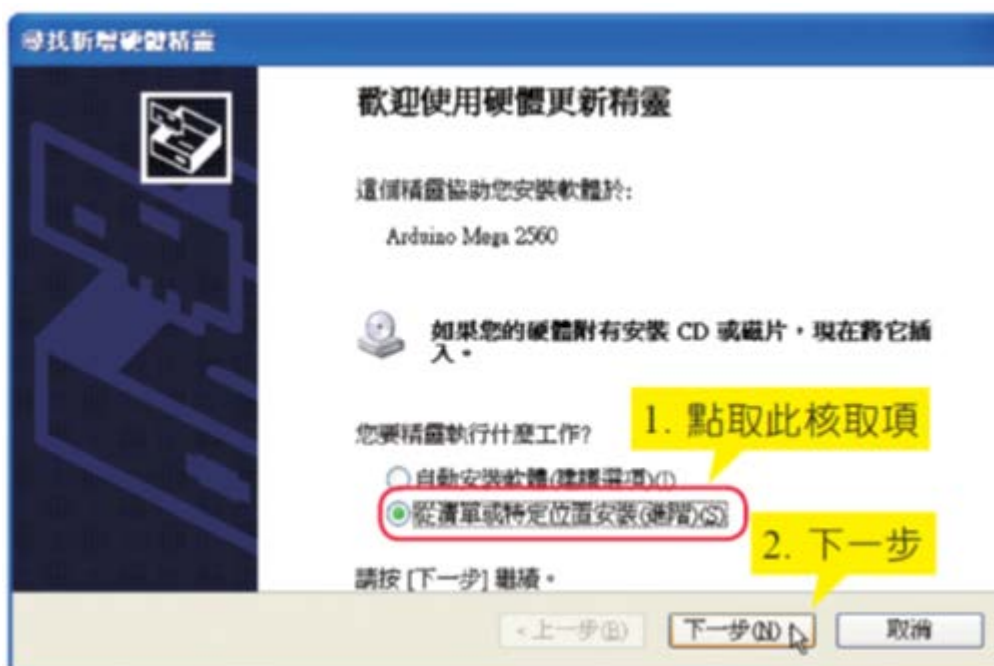 尋找新增硬體精靈
歡迎使用硬體更新精靈
這個精靈協助您安裝軟體於:
Arduino Mega 2560
如果您的硬體附有安裝 CD 或磁片,現在將它插
入。
您要精靈執行什麼工作?
1. 點取此核取項
自動安裝軟體(建議選項)(I)
從清單或特定位置安裝(進階)(S)
2. 下一步
請按 [下一步] 繼續。
<上一步(B)
下一步(N)
取消